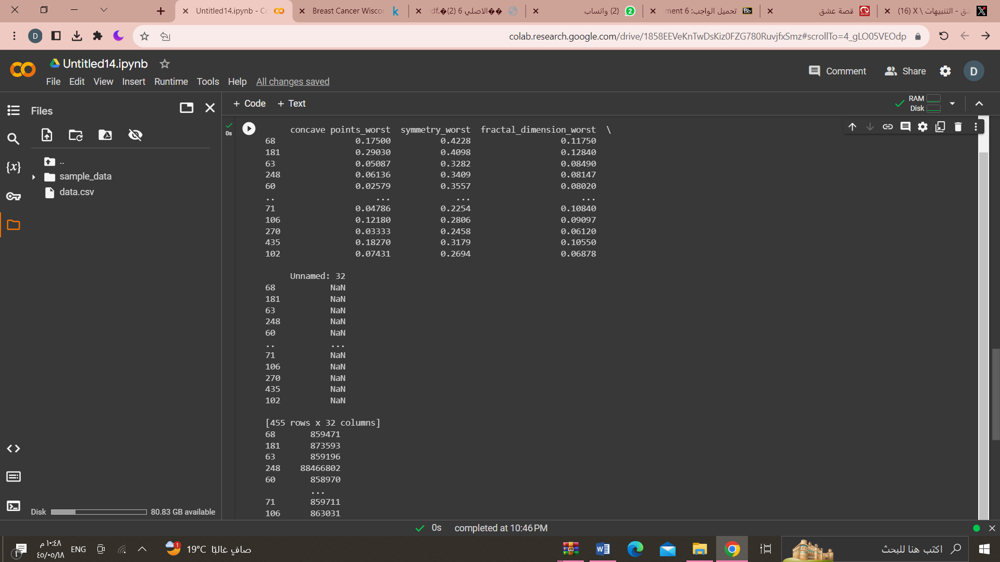 Untitled14.ipynb - Co
Breast Cancer Wiscor
الاصلي 6 (2).pdf
(2) واتساب
تحميل الواجب: ment 6
قصة عشق
(16) X \ التنبيهات - شق
D
colab.research.google.com/drive/1858EEVeKnTwDsKiz0FZG780RuvjfxSmz#scrollTo=4_gLO05VEOdp
Untitled14.ipynb
Comment
Share
D
File Edit View Insert Runtime Tools Help All changes saved
Files
+ Code + Text
RAM
Disk
0s
..
sample_data
data.csv
concave points_worst symmetry_worst fractal_dimension_worst \
68 0.17500 0.4228 0.11750
181 0.29030 0.4098 0.12840
63 0.05087 0.3282 0.08490
248 0.06136 0.3409 0.08147
60 0.02579 0.3557 0.08020
.. ... ... ...
71 0.04786 0.2254 0.10840
106 0.12180 0.2806 0.09097
270 0.03333 0.2458 0.06120
435 0.18270 0.3179 0.10550
102 0.07431 0.2694 0.06878
Unnamed: 32
68 NaN
181 NaN
63 NaN
248 NaN
60 NaN
.. ...
71 NaN
106 NaN
270 NaN
435 NaN
102 NaN
[455 rows x 32 columns]
68 859471
181 873593
63 859196
248 88466802
60 858970
...
71 859711
106 863031
Disk 80.83 GB available
0s completed at 10:46 PM
١٠:٤٨ م
٤٥/٠٥/١٨
ENG
19°C صافٍ غالبًا
اكتب هنا للبحث